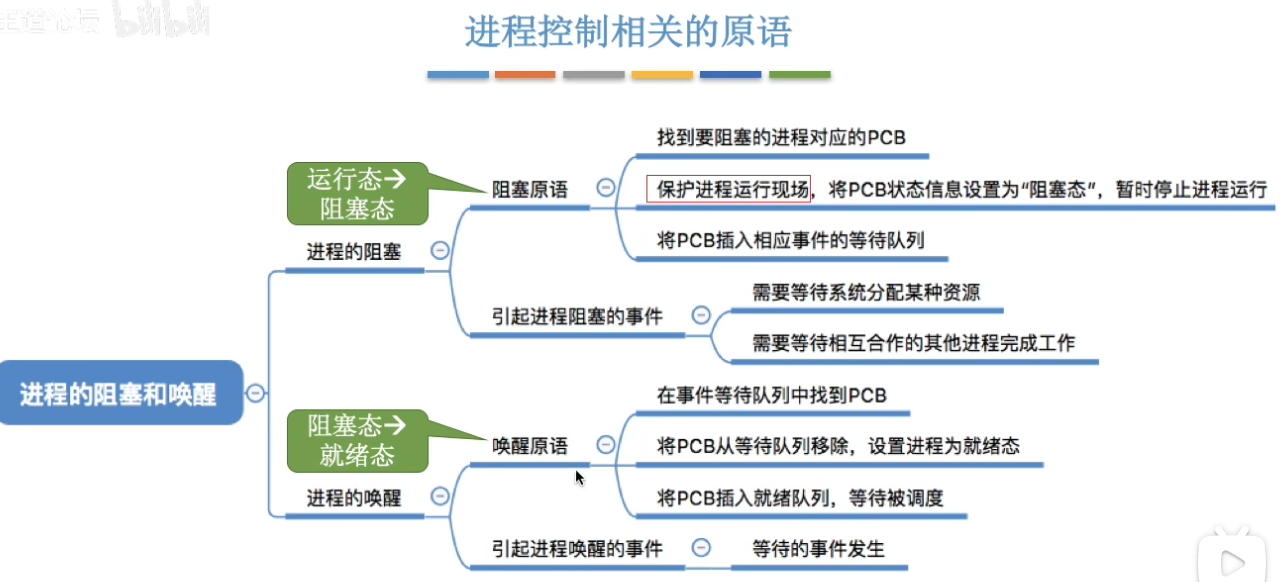 王道论坛 bilibili
进程控制相关的原语
找到要阻塞的进程对应的PCB
运行态→
阻塞态
阻塞原语
保护进程运行现场，将PCB状态信息设置为“阻塞态”，暂时停止进程运行
将PCB插入相应事件的等待队列
进程的阻塞
需要等待系统分配某种资源
引起进程阻塞的事件
需要等待相互合作的其他进程完成工作
进程的阻塞和唤醒
在事件等待队列中找到PCB
阻塞态→
就绪态
唤醒原语
将PCB从等待队列移除，设置进程为就绪态
将PCB插入就绪队列，等待被调度
进程的唤醒
引起进程唤醒的事件
等待的事件发生